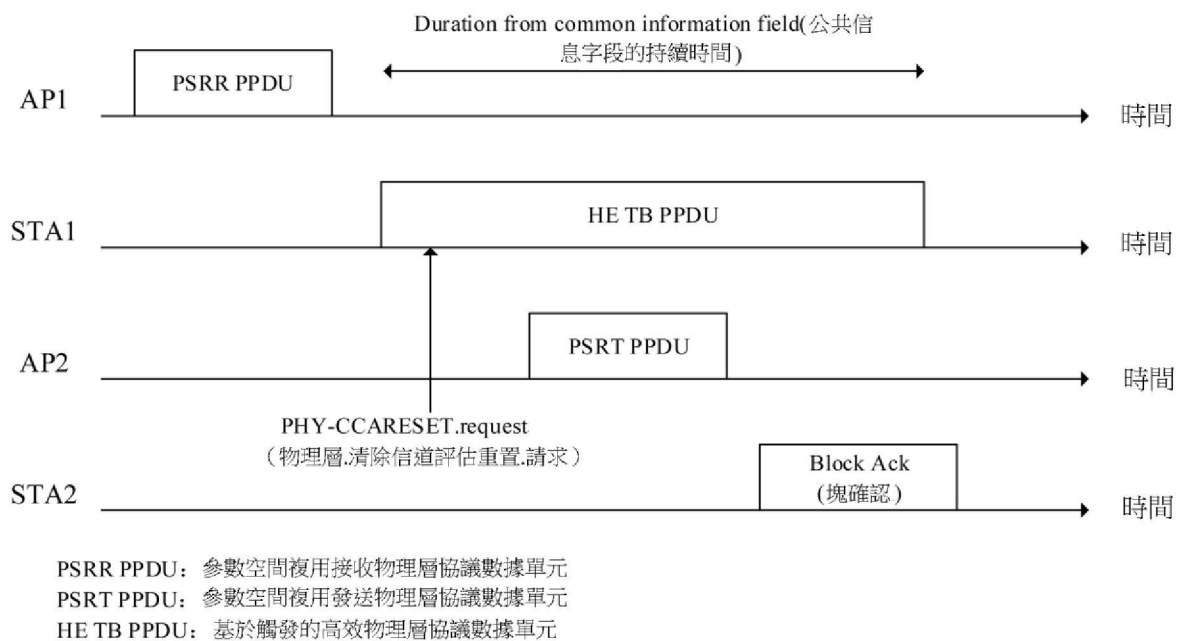 Duration from common information field(公共信
息字段的持續時間)
PSRR PPDU
AP1
時間
HE TB PPDU
STA1
時間
PSRT PPDU
AP2
時間
PHY-CCARESET.request
(物理層.清除信道評估重置.請求)
Block Ack
(塊確認)
STA2
時間
PSRR PPDU：參數空間複用接收物理層協議數據單元
PSRT PPDU：參數空間複用發送物理層協議數據單元
HE TB PPDU：基於觸發的高效物理層協議數據單元